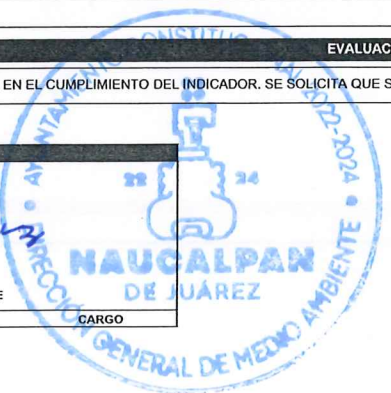 EVALUAC
EN EL CUMPLIMIENTO DEL INDICADOR. SE SOLICITA QUE S
AYUNTAMIENTO CONSTITUCIONAL 2022-2024
22 24
NAUCALPAN
DE JUÁREZ
DIRECCIÓN GENERAL DE MEDIO AMBIENTE
E
CARGO